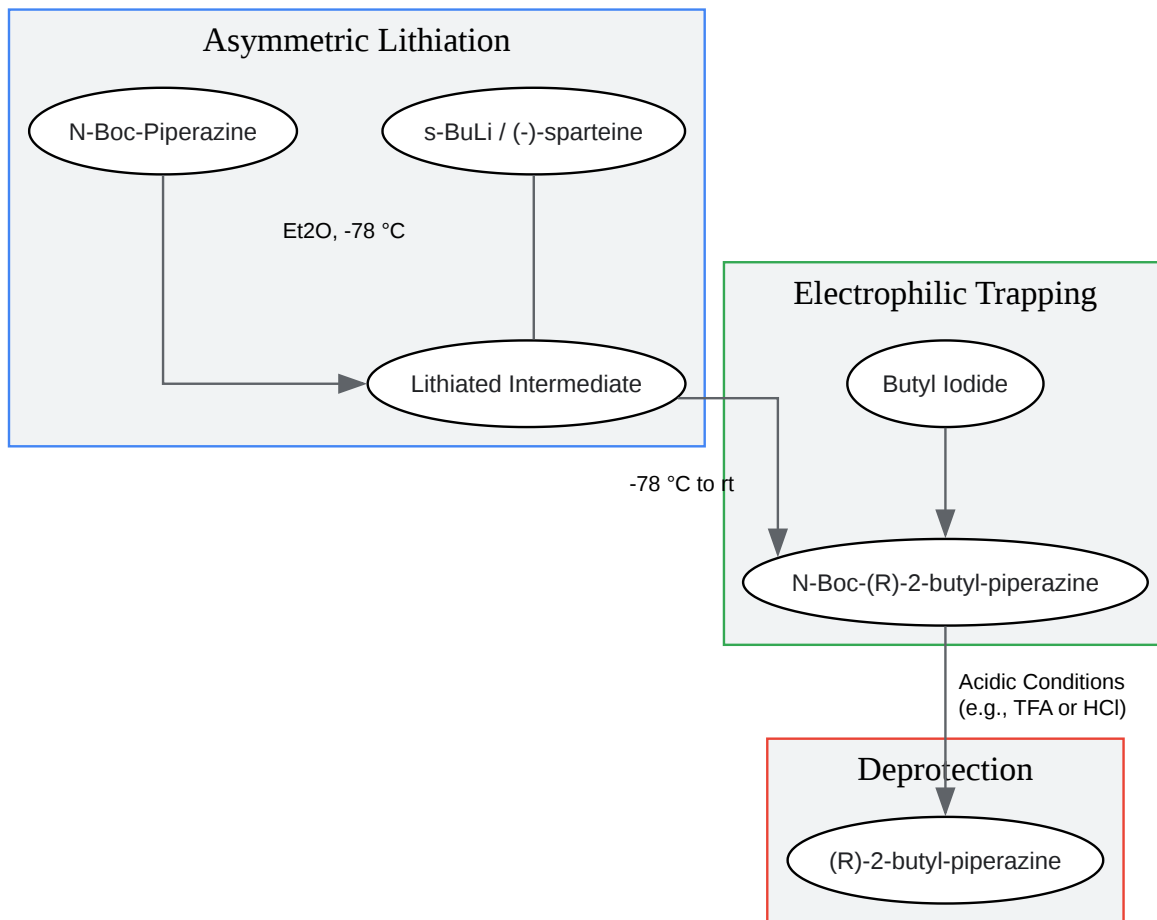 Asymmetric Lithiation
N-Boc-Piperazine
s-BuLi / (-)-sparteine
Et2O, -78 °C
Lithiated Intermediate
Electrophilic Trapping
Butyl Iodide
-78 °C to rt
N-Boc-(R)-2-butyl-piperazine
Acidic Conditions
(e.g., TFA or HCl)
Deprotection
(R)-2-butyl-piperazine